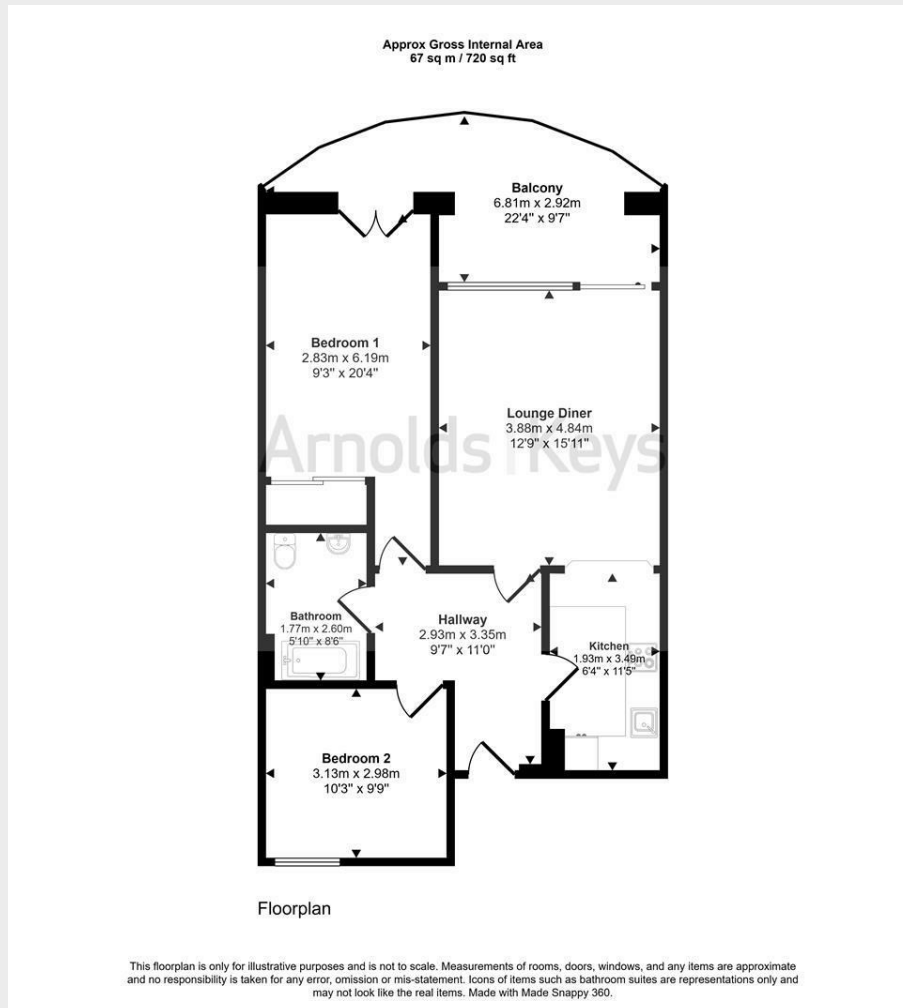 Approx Gross Internal Area
67 sq m / 720 sq ft
Balcony
6.81m x 2.92m
22'4" x 9'7"
Bedroom 1
2.83m x 6.19m
9'3" x 20'4"
Lounge Diner
3.88m x 4.84m
12'9" x 15'11"
Arnolds | Keys
Bathroom
1.77m x 2.60m
5'10" x 8'6"
Hallway
2.93m x 3.35m
9'7" x 11'0"
Kitchen
1.93m x 3.49m
6'4" x 11'5"
Bedroom 2
3.13m x 2.98m
10'3" x 9'9"
Floorplan
This floorplan is only for illustrative purposes and is not to scale. Measurements of rooms, doors, windows, and any items are approximate
and no responsibility is taken for any error, omission or mis-statement. Icons of items such as bathroom suites are representations only and
may not look like the real items. Made with Made Snappy 360.